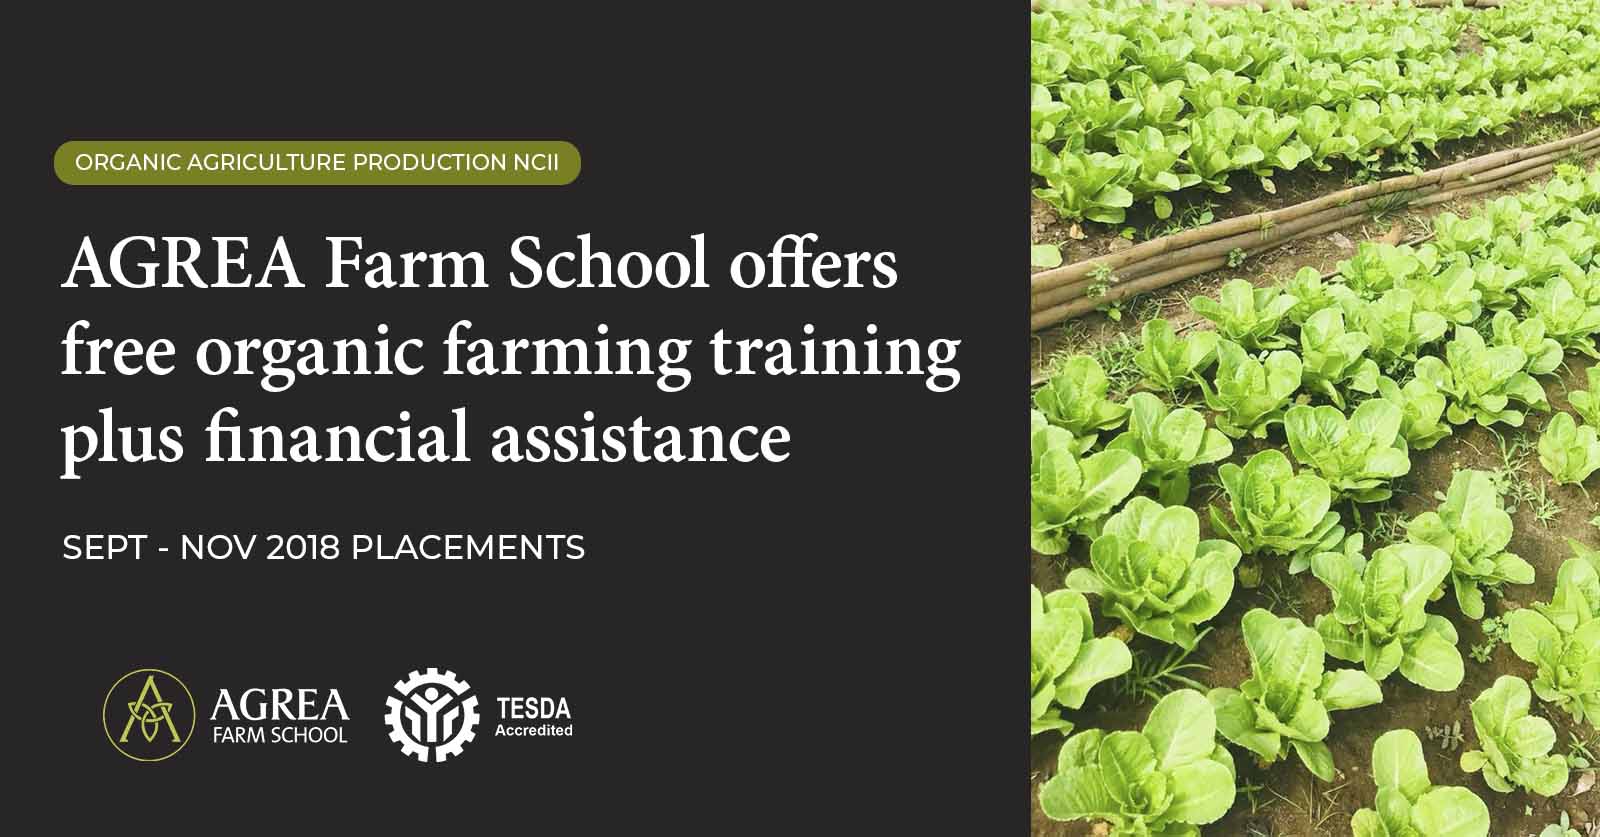 ORGANIC AGRICULTURE PRODUCTION NCII
AGREA Farm School offers
free organic farming training
plus financial assistance
SEPT - NOV 2018 PLACEMENTS
AGREA
FARM SCHOOL
TESDA
Accredited